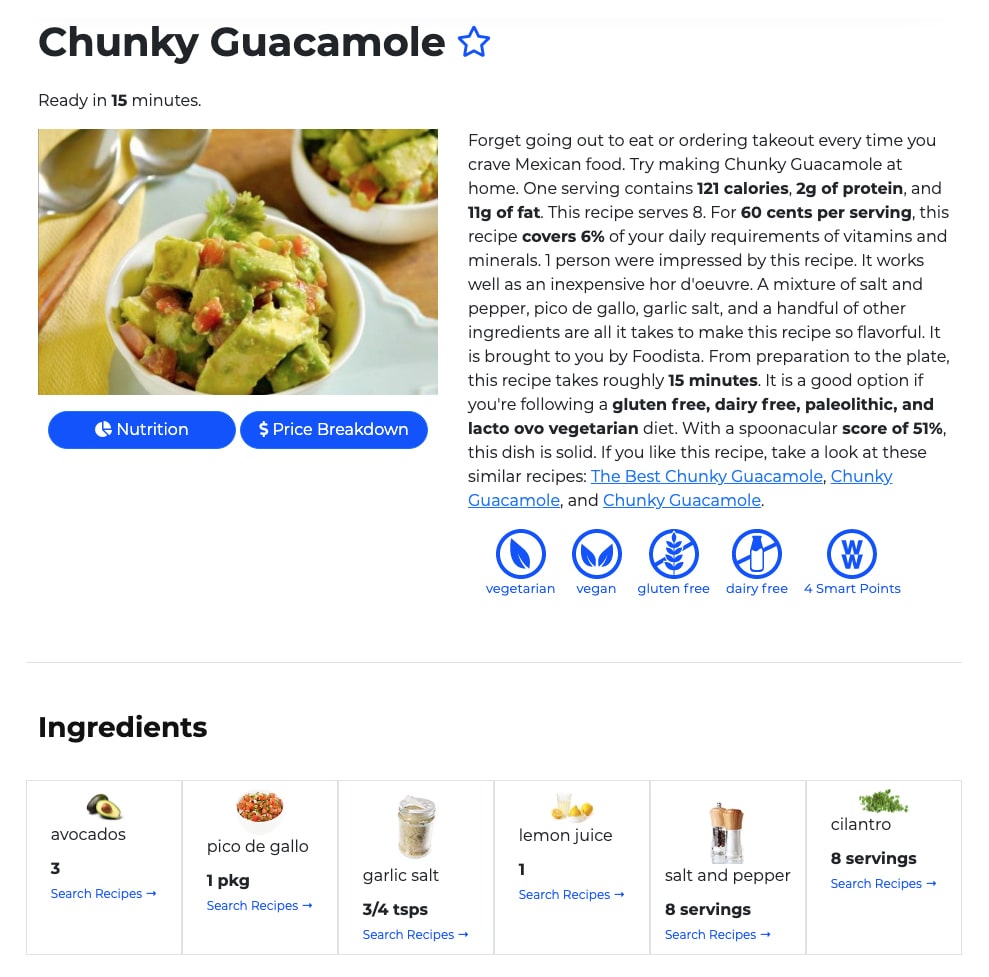 Chunky Guacamole
Ready in 15 minutes.
Forget going out to eat or ordering takeout every time you
crave Mexican food. Try making Chunky Guacamole at
home. One serving contains 121 calories, 2g of protein, and
11g of fat. This recipe serves 8. For 60 cents per serving, this
recipe covers 6% of your daily requirements of vitamins and
minerals. 1 person were impressed by this recipe. It works
well as an inexpensive hor d'oeuvre. A mixture of salt and
pepper, pico de gallo, garlic salt, and a handful of other
ingredients are all it takes to make this recipe so flavorful. It
is brought to you by Foodista. From preparation to the plate,
this recipe takes roughly 15 minutes. It is a good option if
you're following a gluten free, dairy free, paleolithic, and
lacto ovo vegetarian diet. With a spoonacular score of 51%,
this dish is solid. If you like this recipe, take a look at these
similar recipes: The Best Chunky Guacamole, Chunky
Guacamole, and Chunky Guacamole.
Nutrition
$ Price Breakdown
W
W
vegetarian
vegan
gluten free
dairy free
4 Smart Points
Ingredients
avocados
3
Search Recipes →
pico de gallo
1 pkg
Search Recipes →
garlic salt
3/4 tsps
Search Recipes →
lemon juice
1
Search Recipes →
salt and pepper
8 servings
Search Recipes →
cilantro
8 servings
Search Recipes →